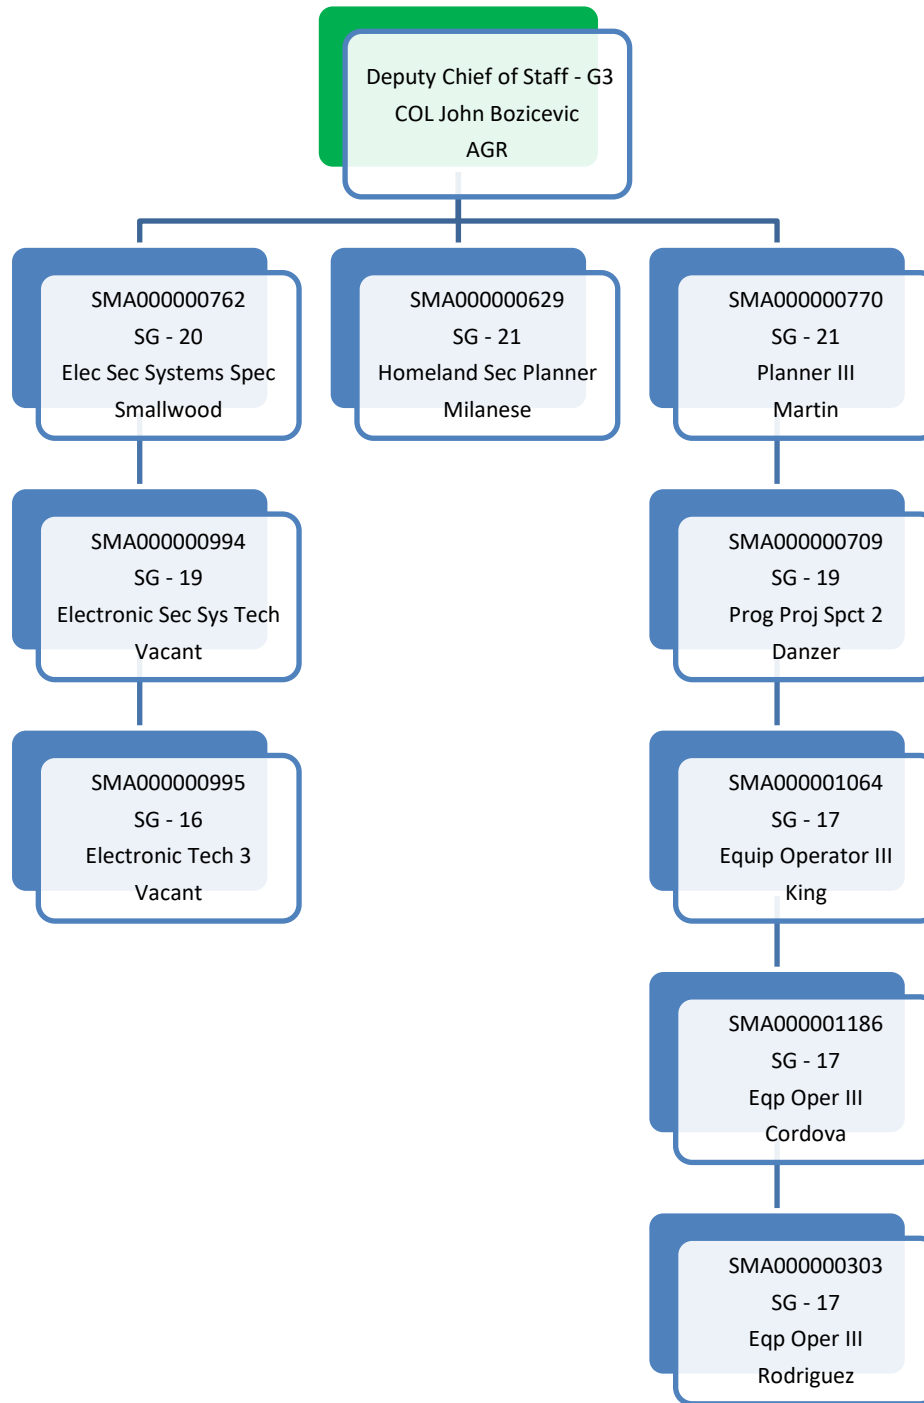 Deputy Chief of Staff - G3
COL John Bozicevic
AGR
SMA000000762
SG - 20
Elec Sec Systems Spec
Smallwood
SMA000000629
SG - 21
Homeland Sec Planner
Milanese
SMA000000770
SG - 21
Planner III
Martin
SMA000000994
SG - 19
Electronic Sec Sys Tech
Vacant
SMA000000709
SG - 19
Prog Proj Spct 2
Danzer
SMA000000995
SG - 16
Electronic Tech 3
Vacant
SMA000001064
SG - 17
Equip Operator III
King
SMA000001186
SG - 17
Eqp Oper III
Cordova
SMA000000303
SG - 17
Eqp Oper III
Rodriguez